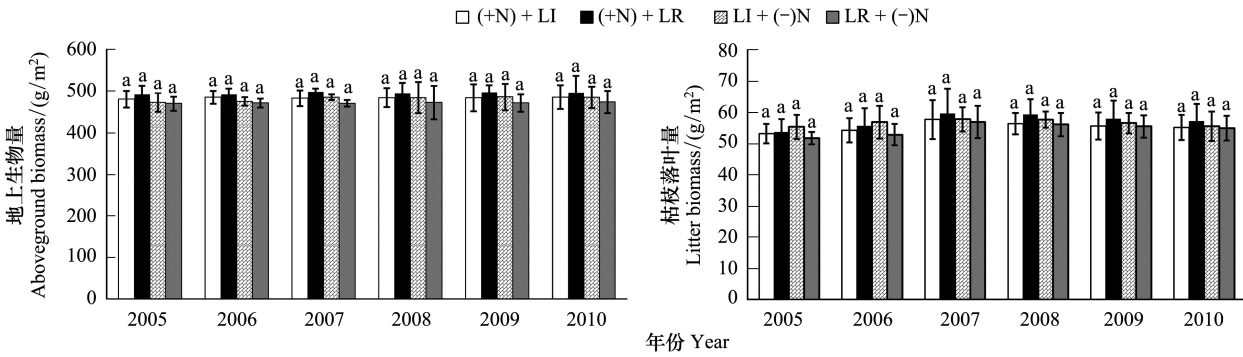 (+N) + LI (+N) + LR LI + (−)N LR + (−)N
地上生物量
Aboveground biomass/(g/m²)
600
500
400
300
200
100
0
a a a a a a a a a a a a a a a a a a a a a a a a
2005 2006 2007 2008 2009 2010
枯枝落叶量
Litter biomass/(g/m²)
80
70
60
50
40
30
20
10
0
a a a a a a a a a a a a a a a a a a a a a a a a
2005 2006 2007 2008 2009 2010
年份 Year